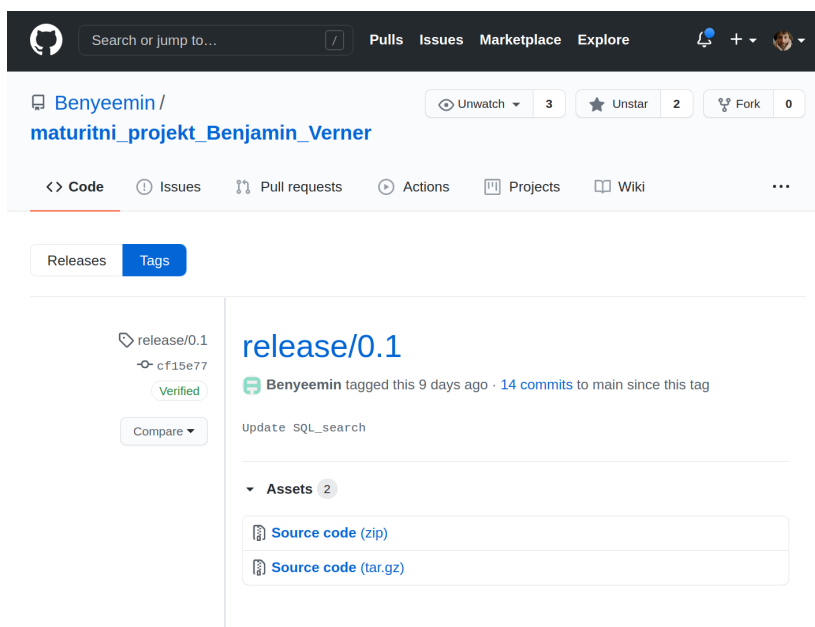 Search or jump to… / Pulls Issues Marketplace Explore
Benyeemin / Unwatch 3 Unstar 2 Fork 0
maturitni_projekt_Benjamin_Verner
<> Code Issues Pull requests Actions Projects Wiki ...
Releases Tags
release/0.1
cf15e77
Verified
Compare
release/0.1
Benyeemin tagged this 9 days ago · 14 commits to main since this tag
Update SQL_search
Assets 2
Source code (zip)
Source code (tar.gz)